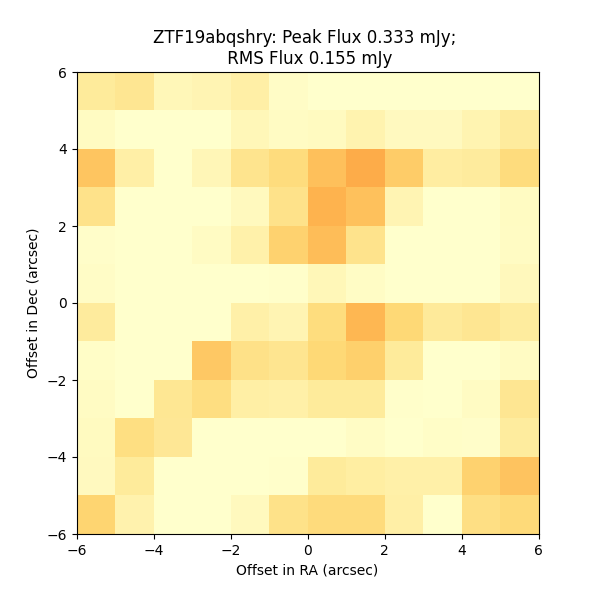 ZTF19abqshry: Peak Flux 0.333 mJy;
RMS Flux 0.155 mJy
6
4
2
0
−2
−4
−6
Offset in Dec (arcsec)
−6 −4 −2 0 2 4 6
Offset in RA (arcsec)